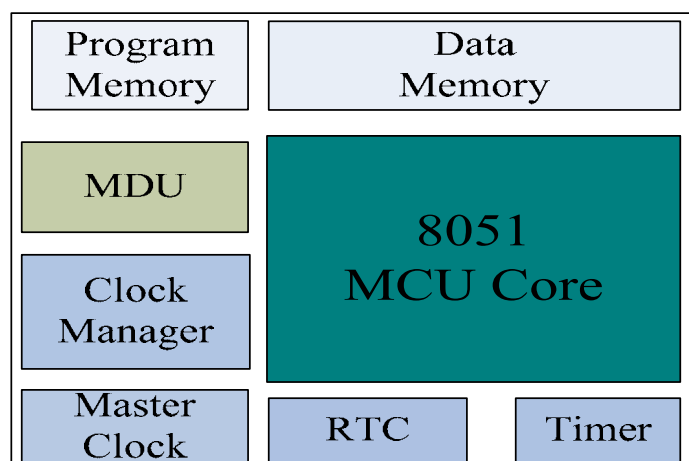 Program
Memory
Data
Memory
MDU
8051
MCU Core
Clock
Manager
Master
Clock
RTC
Timer